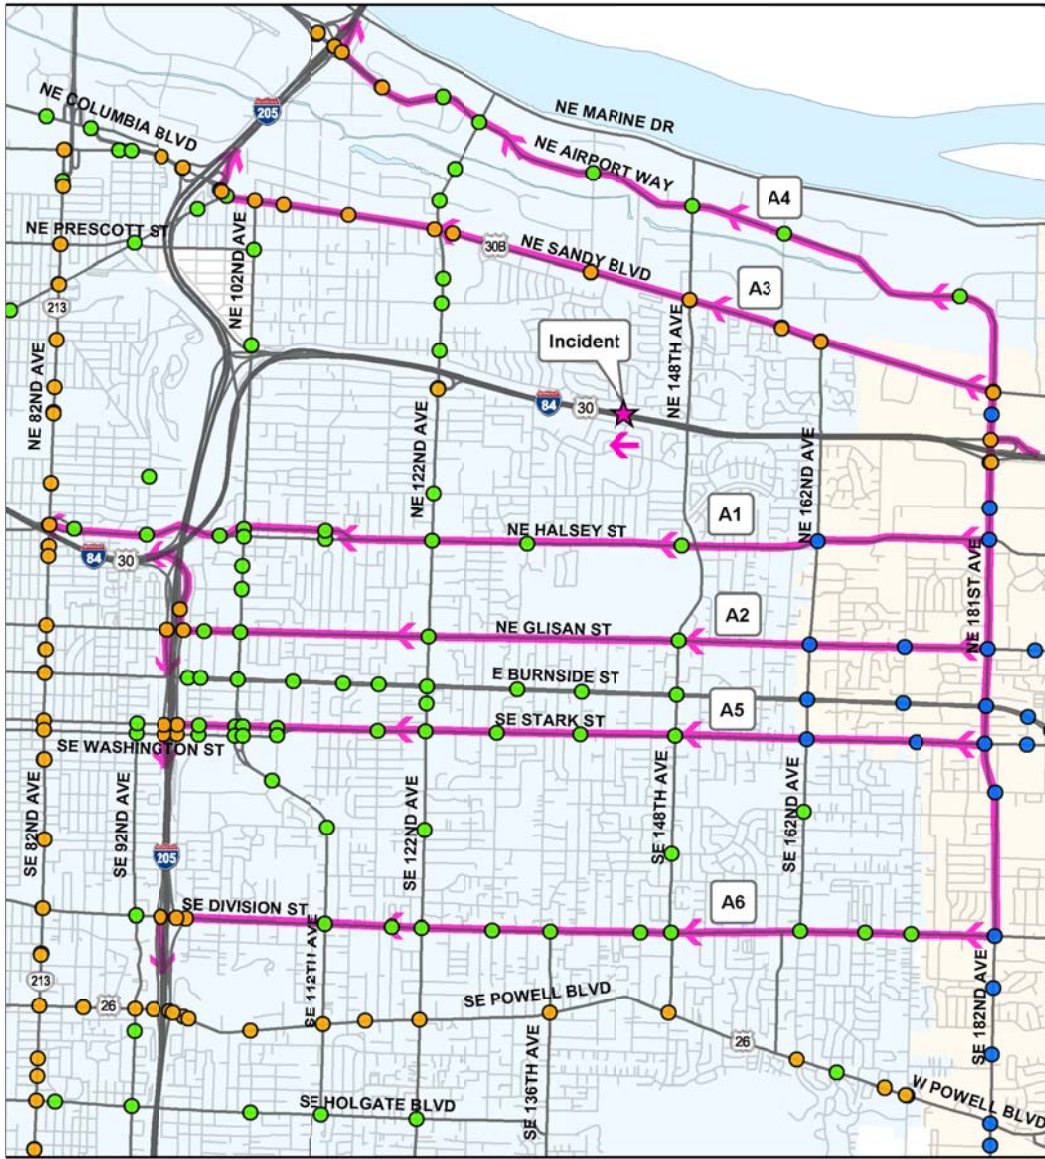 NE COLUMBIA BLVD
205
NE MARINE DR
NE AIRPORT WAY
A4
NE PRESCOTT ST
NE 102ND AVE
30B
NE SANDY BLVD
A3
213
NE 82ND AVE
Incident
NE 148TH AVE
84
30
NE 122ND AVE
NE 162ND AVE
A1
NE HALSEY ST
84
30
A2
NE GLISAN ST
NE 181ST AVE
E BURNSIDE ST
A5
SE STARK ST
SE WASHINGTON ST
SE 82ND AVE
SE 92ND AVE
SE 122ND AVE
SE 148TH AVE
SE 162ND AVE
205
A6
SE DIVISION ST
SE 112TH AVE
213
26
SE POWELL BLVD
SE 182ND AVE
26
SE 136TH AVE
W POWELL BLVD
SE HOLGATE BLVD